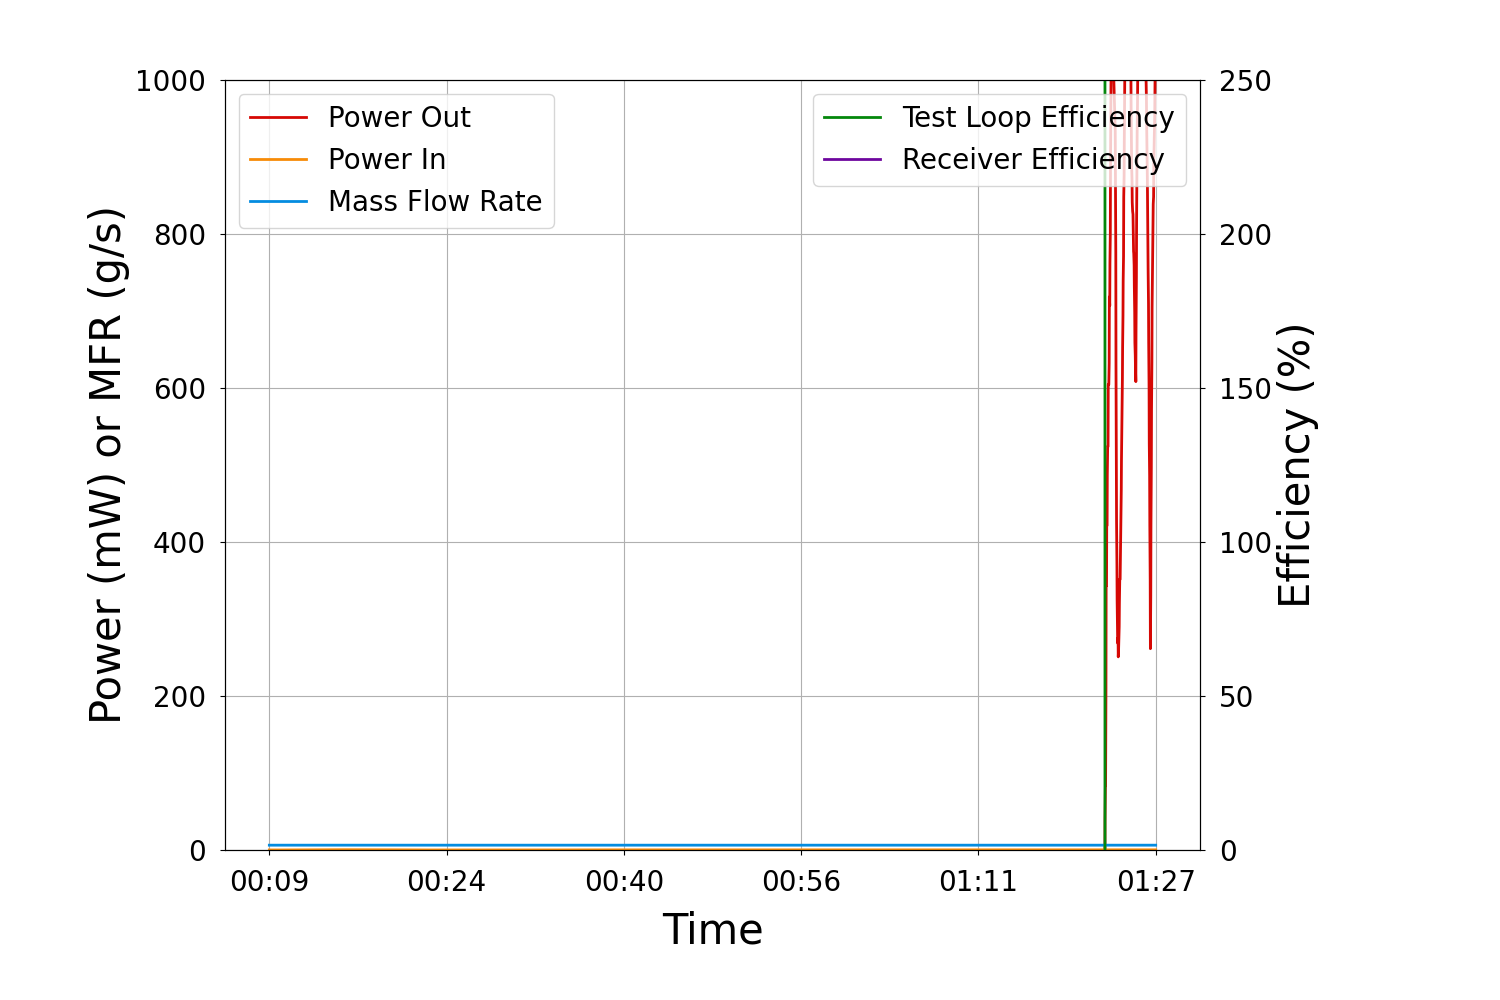 1000
800
600
400
200
0
Power (mW) or MFR (g/s)
Power Out
Power In
Mass Flow Rate
Test Loop Efficiency
Receiver Efficiency
250
200
150
100
50
0
Efficiency (%)
00:09 00:24 00:40 00:56 01:11 01:27
Time